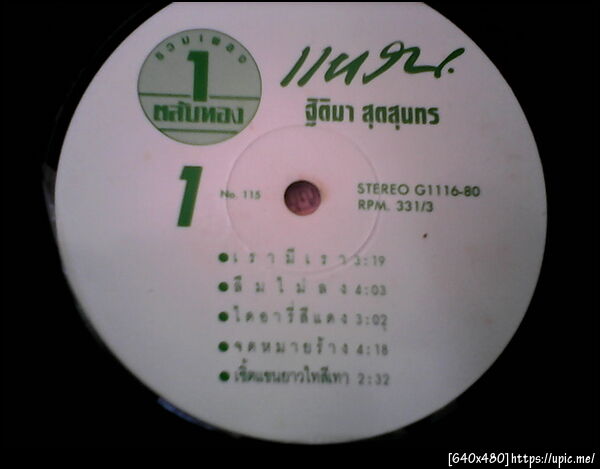 รวมเพลง
1
ตลับทอง
แหวน.
ฐิติมา สุตสุนทร
1
No. 115
STEREO G1116-80
RPM. 331/3
●เรามีเรา 3:19
●ลืมไม่ลง 4:03
●ไดอารี่สีแดง 3:02
●จดหมายร้าง 4:18
●เชิ้ตแขนยาวไทสีเทา 2:32
[640x480]https://upic.me/